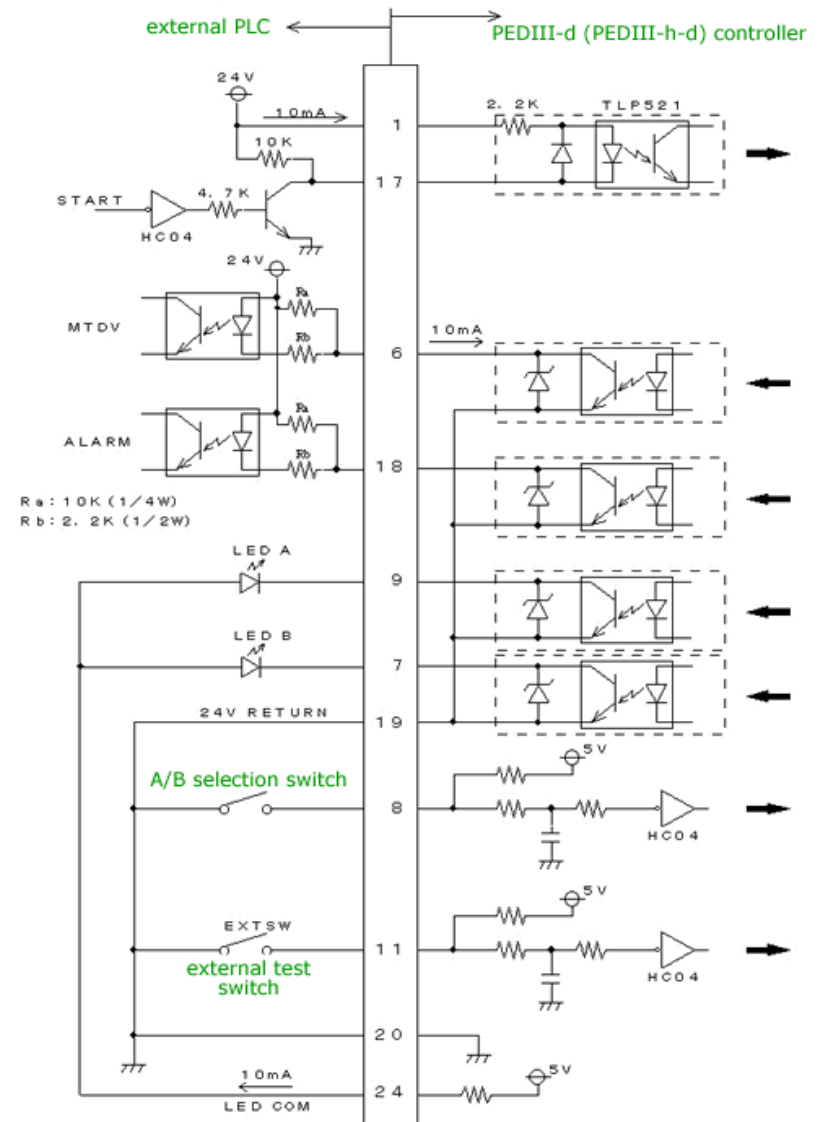 external PLC
PEDIII-d (PEDIII-h-d) controller
24V
10mA
1
2. 2K
TLP521
10K
17
START
4. 7K
HC04
24V
Ra
MTDV
Rb
6
10mA
Ra
ALARM
Rb
18
Ra:10K(1/4W)
Rb:2. 2K(1/2W)
LED A
9
LED B
7
24V RETURN
19
5V
A/B selection switch
8
HC04
5V
EXTSW
11
external test
switch
HC04
20
10mA
5V
24
LED COM